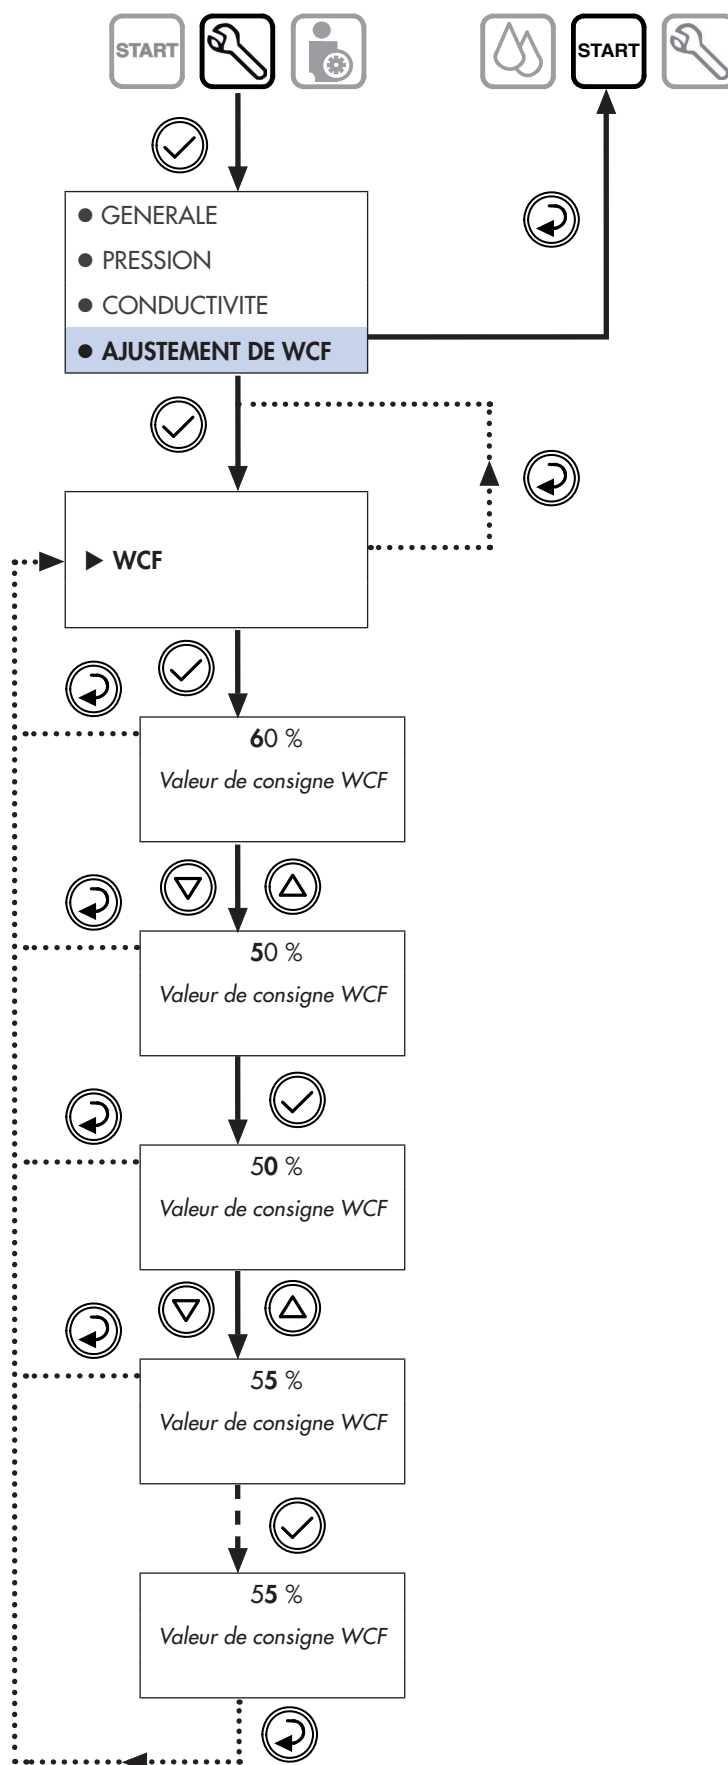 START
START
● GENERALE
● PRESSION
● CONDUCTIVITE
● AJUSTEMENT DE WCF
▶ WCF
60 %
Valeur de consigne WCF
50 %
Valeur de consigne WCF
50 %
Valeur de consigne WCF
55 %
Valeur de consigne WCF
55 %
Valeur de consigne WCF